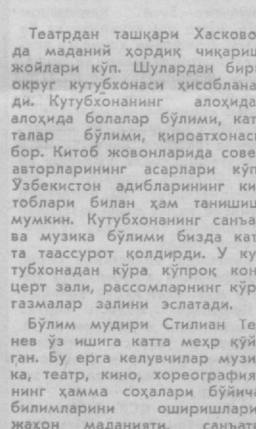 Театрдан ташқари Хасково
да маданий ҳордиқ чиқариш
жойлари кўп. Шулардан бири
округ кутубхонаси ҳисоблана
ди. Кутубхонанинг алоҳида
алоҳида болалар бўлими, кат
талар бўлими, қироатхонаси
бор. Китоб жовонларида сове
авторларининг асарлари кўп
Ўзбекистон адибларининг ки
тоблари билан ҳам танишиш
мумкин. Кутубхонанинг санъа
ва музика бўлими бизда кат
та таассурот қолдирди. У ку
тубхонадан кўра кўпроқ кон
церт зали, рассомларнинг кўр
газмалар залини эслатади.
Бўлим мудири Стилиан Те
нев ўз ишига катта меҳр қўй
ган. Бу ерга келувчилар музи
ка, театр, кино, хореография
нинг ҳамма соҳалари бўйича
билимларини оширишлари
жаҳон маданияти, санъати